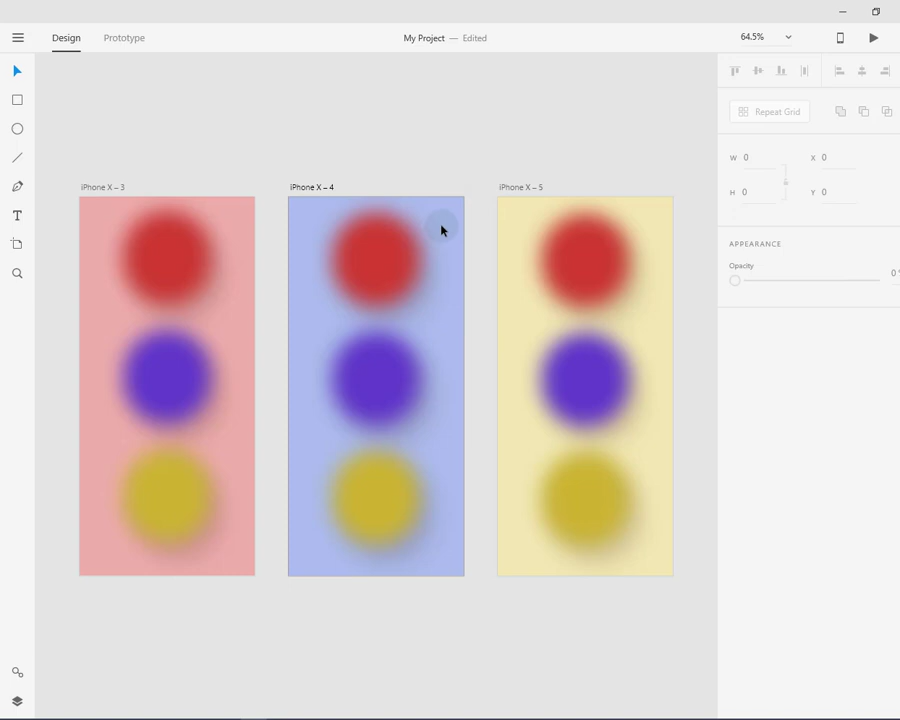 Design Prototype My Project — Edited 64.5%
iPhone X – 3 iPhone X – 4 iPhone X – 5
Repeat Grid
W 0 X 0
H 0 Y 0
APPEARANCE
Opacity
0